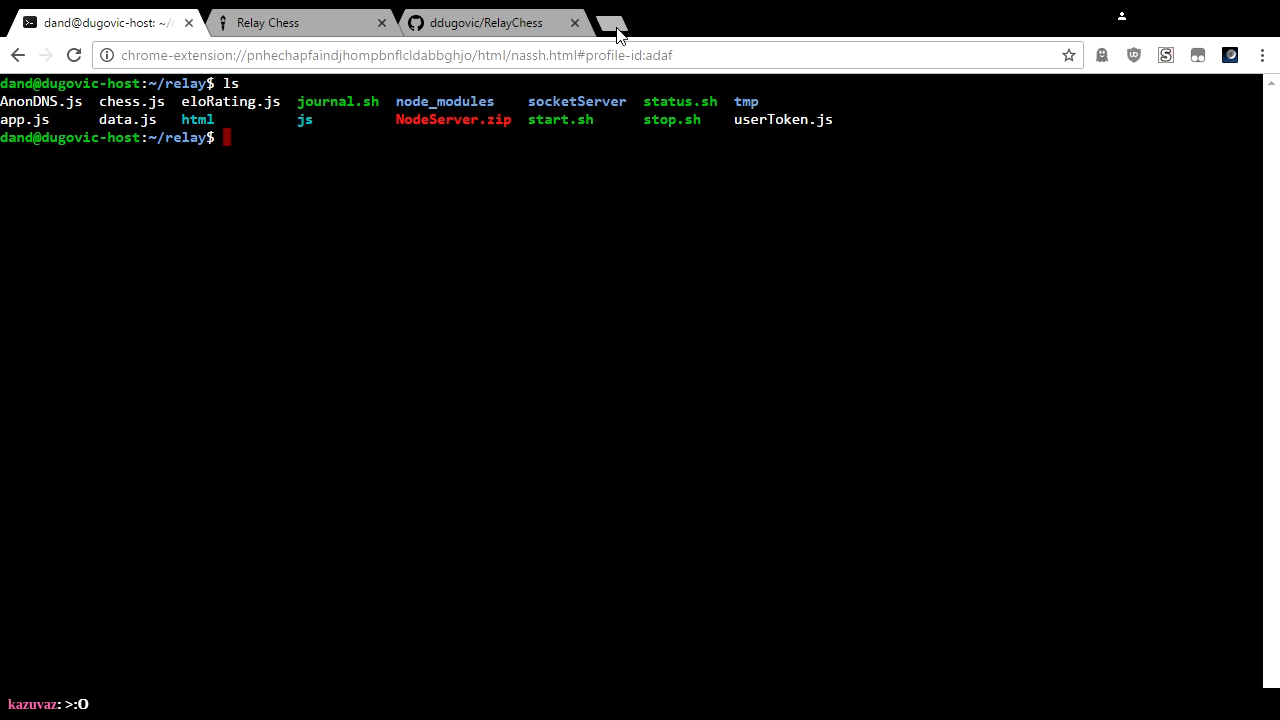 dand@dugovic-host: ~/r
Relay Chess
ddugovic/RelayChess
chrome-extension://pnhechapfaindjhompbnflcldabbghjo/html/nassh.html#profile-id:adaf
dand@dugovic-host:~/relay$ ls
AnonDNS.js chess.js eloRating.js journal.sh node_modules socketServer status.sh tmp
app.js data.js html js NodeServer.zip start.sh stop.sh userToken.js
dand@dugovic-host:~/relay$
kazuvaz: >:O